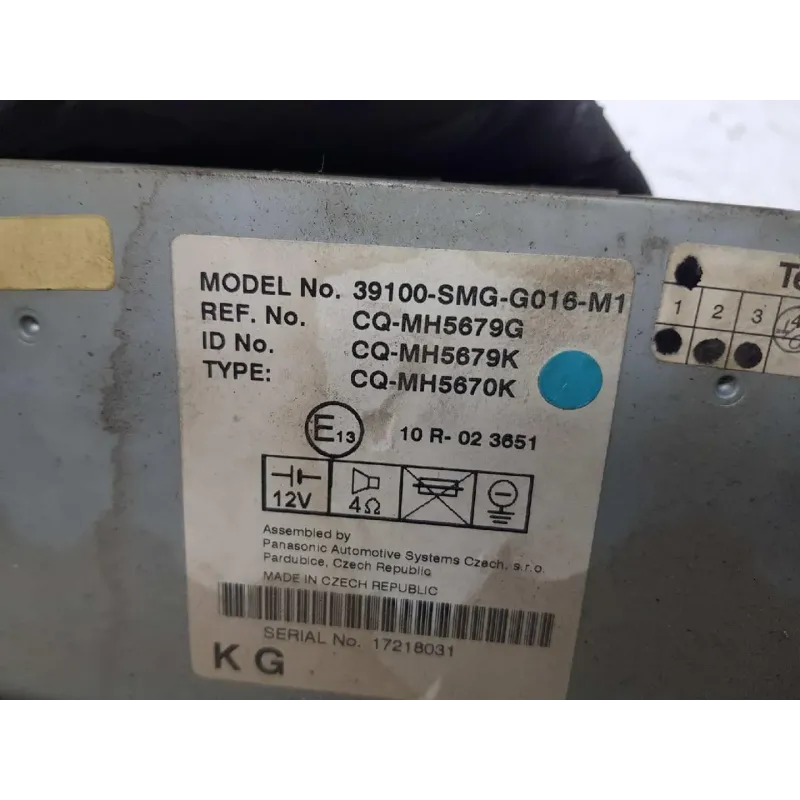 MODEL No. 39100-SMG-G016-M1
REF. No. CQ-MH5679G
ID No. CQ-MH5679K
TYPE: CQ-MH5670K
E13 10 R- 02 3651
12V 4Ω
Assembled by
Panasonic Automotive Systems Czech, s.r.o.
Pardubice, Czech Republic
MADE IN CZECH REPUBLIC
SERIAL No. 17218031
K G
1 2 3